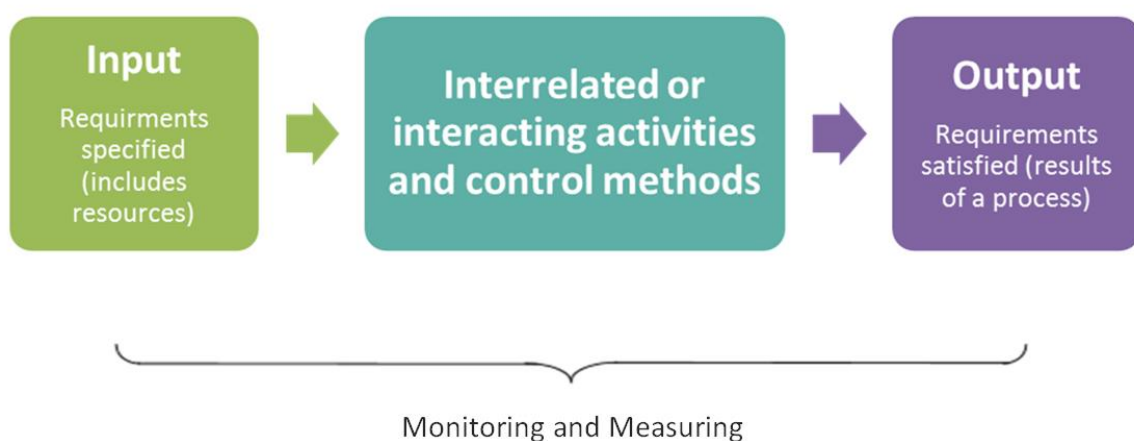 Input
Requirments
specified
(includes
resources)
Interrelated or
interacting activities
and control methods
Output
Requirements
satisfied (results
of a process)
Monitoring and Measuring